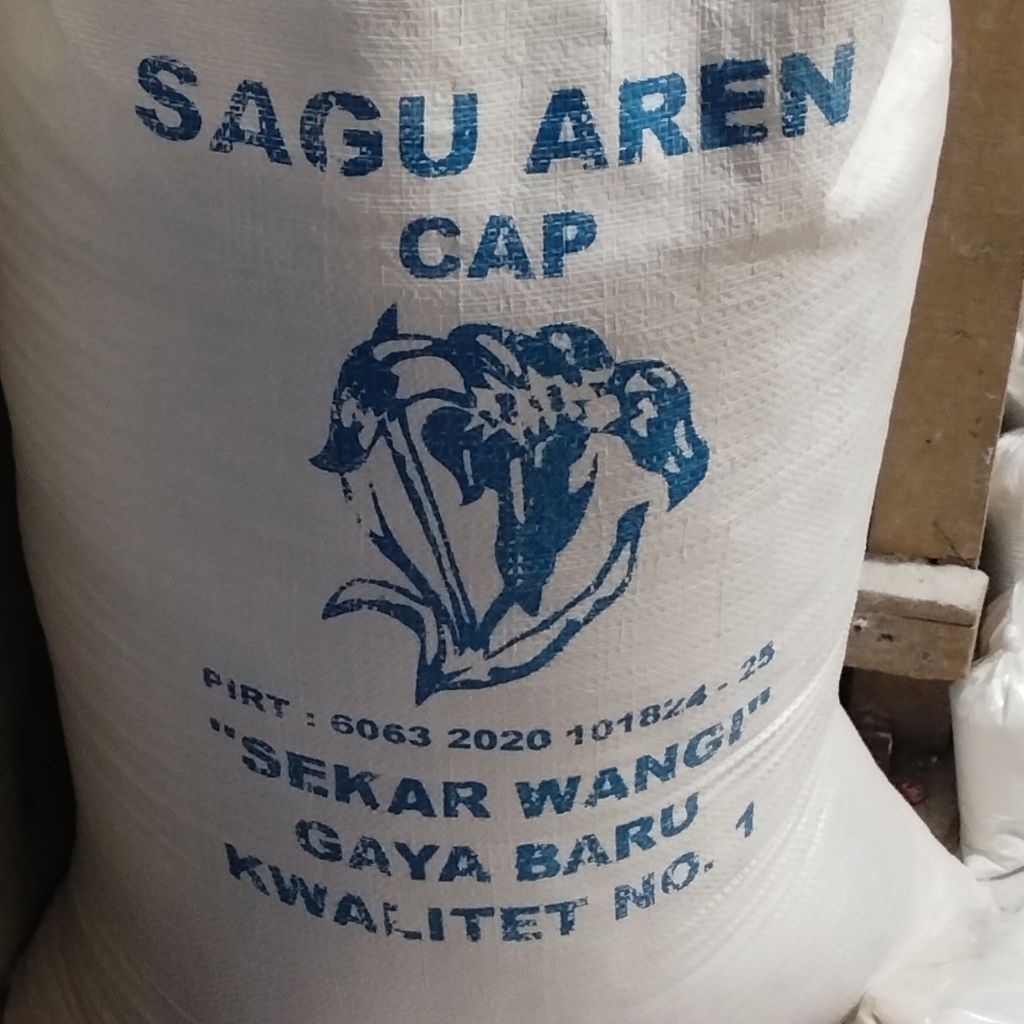 SAGU AREN
CAP
PIRT : 6063 2020 101824 - 25
"SEKAR WANGI"
GAYA BARU
KWALITET NO. 1